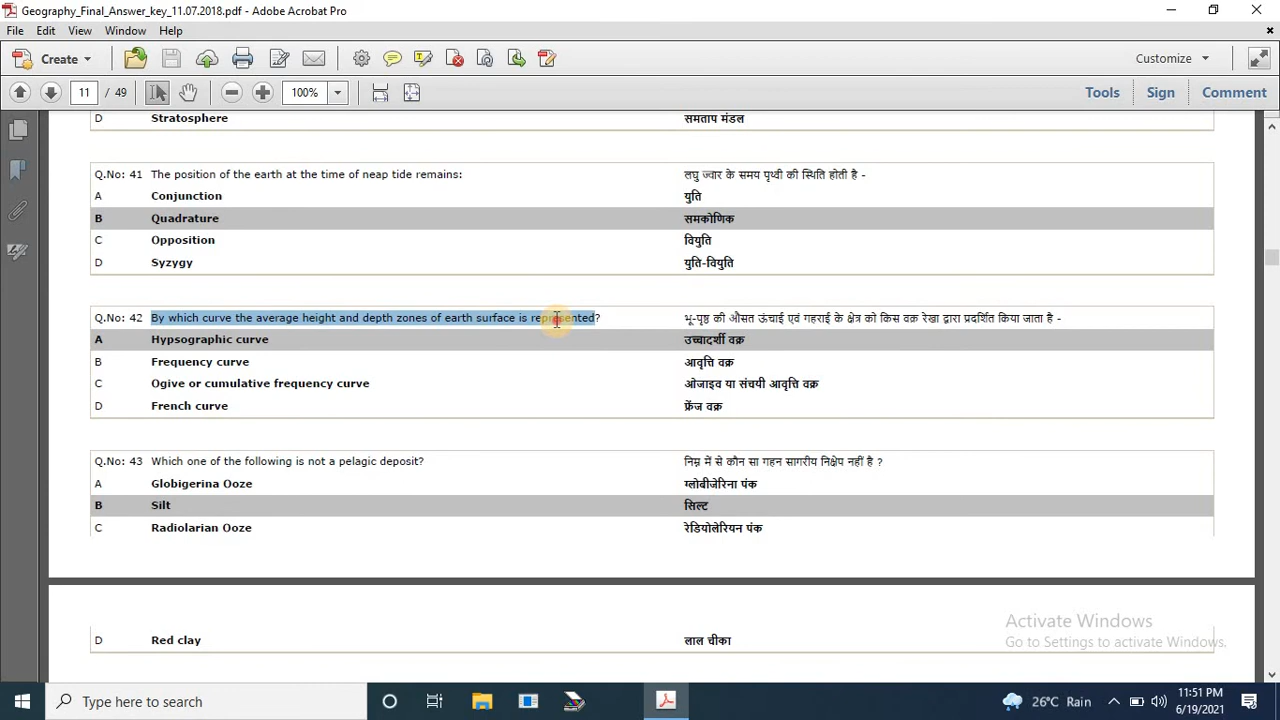 Geography_Final_Answer_key_11.07.2018.pdf - Adobe Acrobat Pro
File Edit View Window Help
Create Customize
11 / 49 100% Tools Sign Comment
D Stratosphere समताप मंडल
Q.No: 41 The position of the earth at the time of neap tide remains: लघु ज्वार के समय पृथ्वी की स्थिति होती है -
A Conjunction युति
B Quadrature समकोणिक
C Opposition वियुति
D Syzygy युति-वियुति
Q.No: 42 By which curve the average height and depth zones of earth surface is represented? भू-पृष्ठ की औसत ऊंचाई एवं गहराई के क्षेत्र को किस वक्र रेखा द्वारा प्रदर्शित किया जाता है -
A Hypsographic curve उच्चादर्शी वक्र
B Frequency curve आवृत्ति वक्र
C Ogive or cumulative frequency curve ओजाइव या संचयी आवृत्ति वक्र
D French curve फ्रेंज वक्र
Q.No: 43 Which one of the following is not a pelagic deposit? निम्न में से कौन सा गहन सागरीय निक्षेप नहीं है ?
A Globigerina Ooze ग्लोबीजेरिना पंक
B Silt सिल्ट
C Radiolarian Ooze रेडियोलेरियन पंक
D Red clay लाल चीका
Activate Windows
Go to Settings to activate Windows.
Type here to search 26°C Rain 11:51 PM
6/19/2021